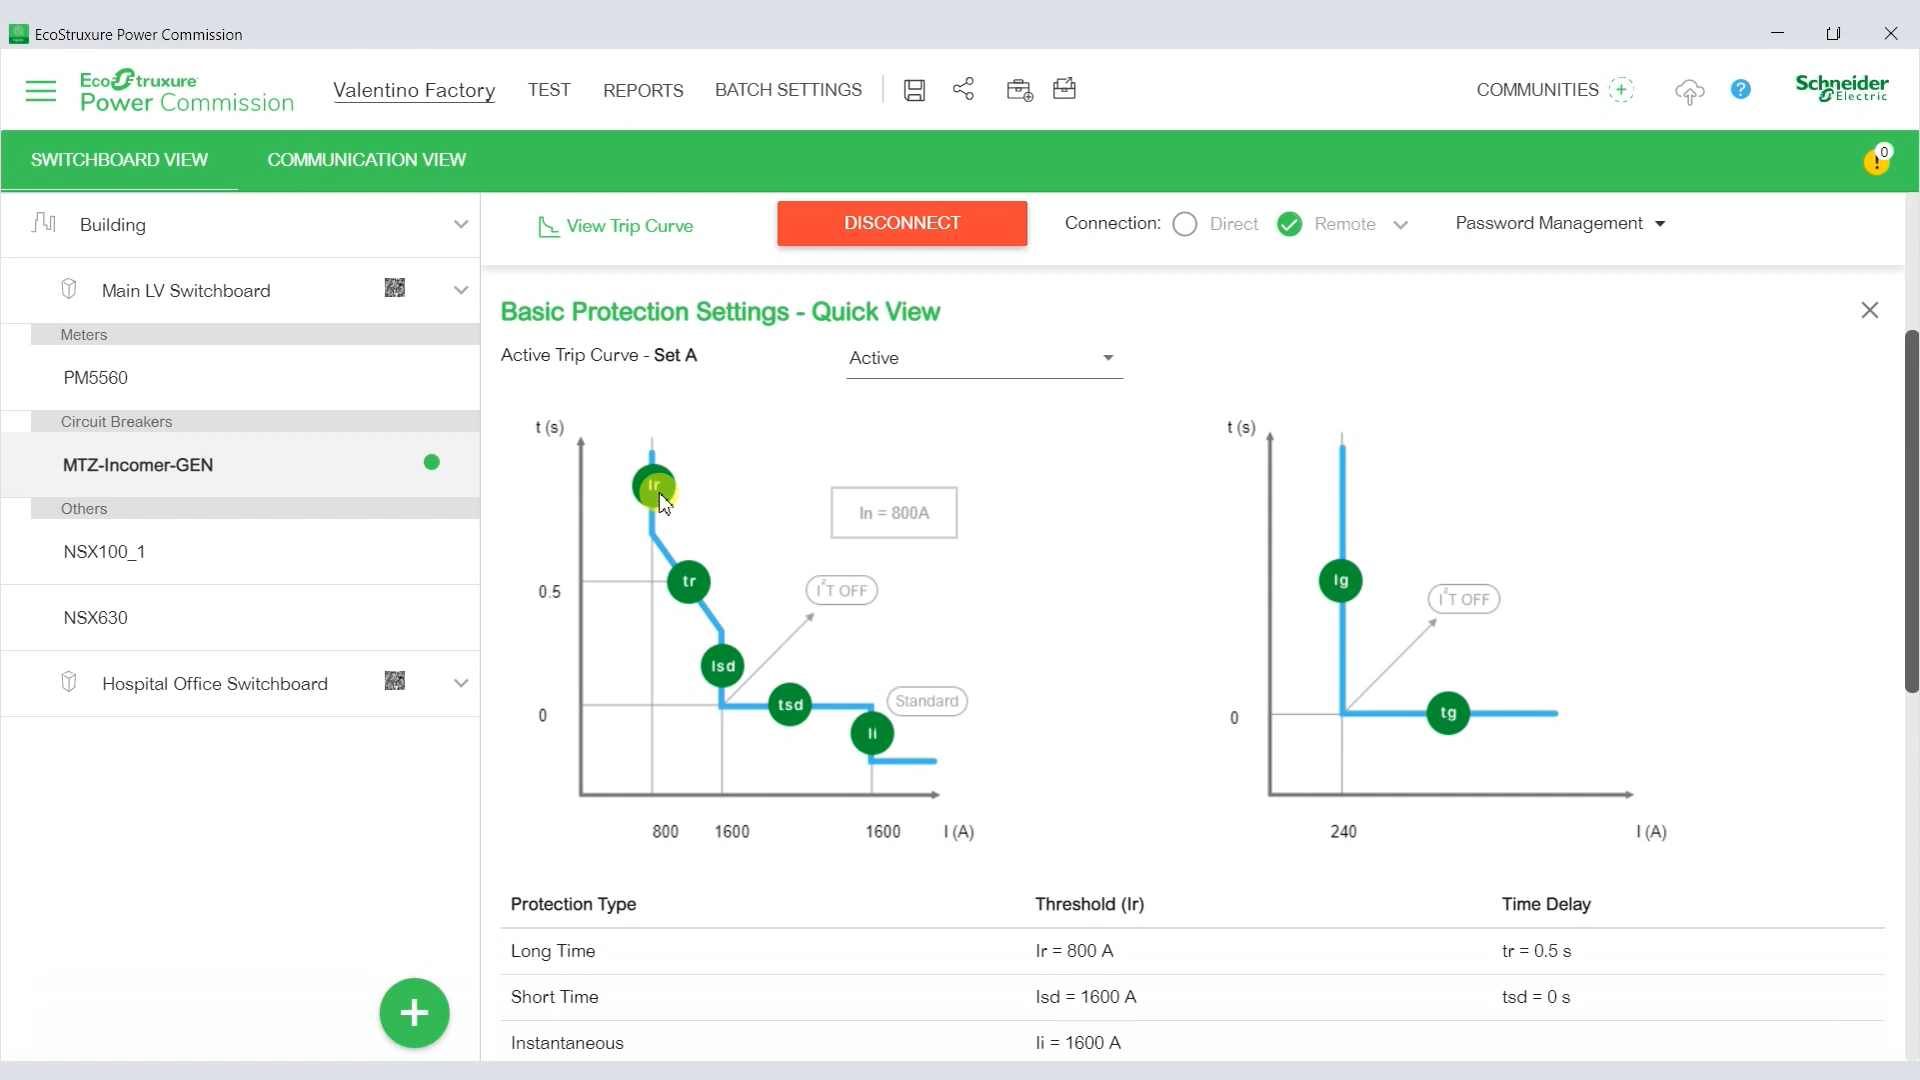 EcoStruxure Power Commission
EcoStruxure
Power Commission
Valentino Factory
TEST
REPORTS
BATCH SETTINGS
COMMUNITIES
?
Schneider
Electric
SWITCHBOARD VIEW
COMMUNICATION VIEW
0
Building
Main LV Switchboard
Meters
PM5560
Circuit Breakers
MTZ-Incomer-GEN
Others
NSX100_1
NSX630
Hospital Office Switchboard
View Trip Curve
DISCONNECT
Connection:
Direct
Remote
Password Management
Basic Protection Settings - Quick View
Active Trip Curve - Set A
Active
t (s)
Ir
In = 800A
0.5
tr
I²T OFF
Isd
0
tsd
Standard
Ii
800
1600
1600
I (A)
t (s)
Ig
I²T OFF
0
tg
240
I (A)
Protection Type
Threshold (Ir)
Time Delay
Long Time
Ir = 800 A
tr = 0.5 s
Short Time
Isd = 1600 A
tsd = 0 s
Instantaneous
Ii = 1600 A